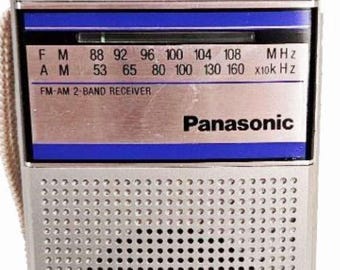 F M 88 92 96 100 104 108 MHz
A M 53 65 80 100 130 160 x10kHz
FM-AM 2-BAND RECEIVER
Panasonic